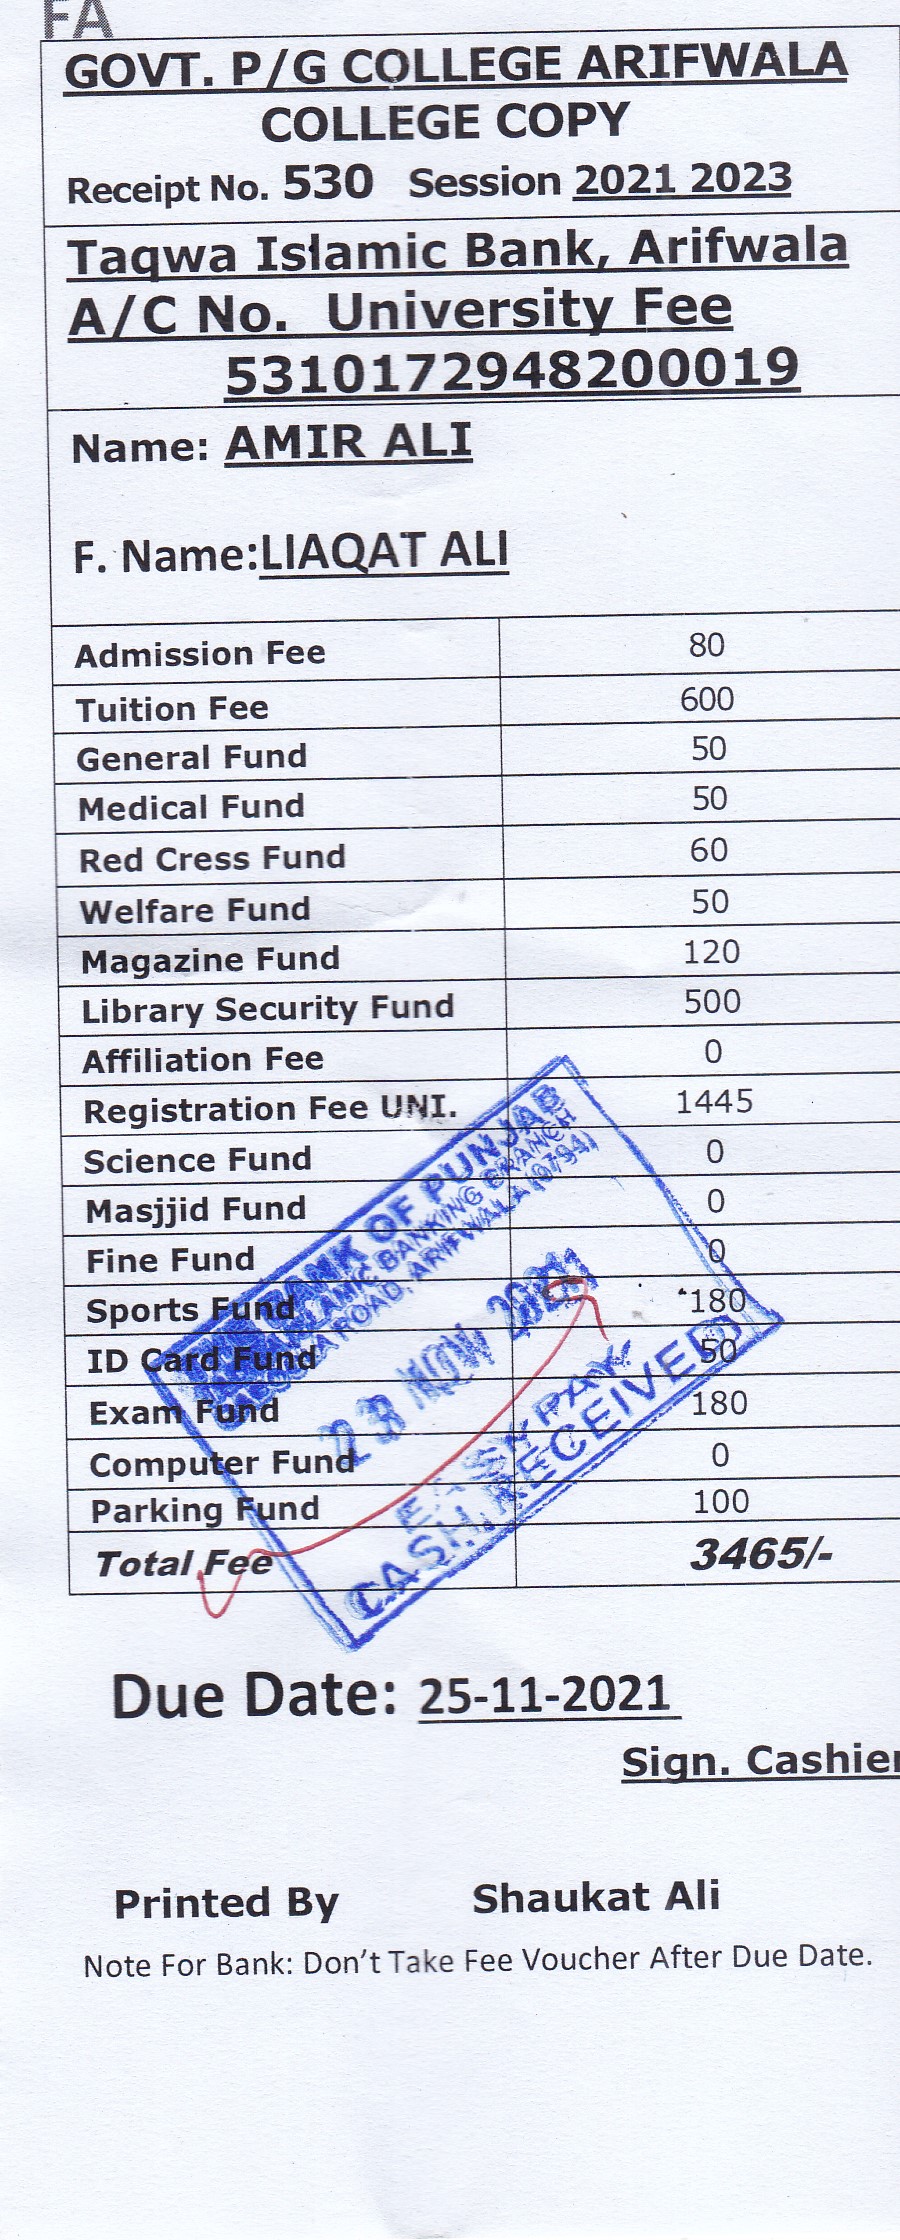 FA
GOVT. P/G COLLEGE ARIFWALA
COLLEGE COPY
Receipt No. 530 Session 2021 2023
Taqwa Islamic Bank, Arifwala
A/C No. University Fee
5310172948200019
Name: AMIR ALI
F. Name:LIAQAT ALI
Admission Fee 80
Tuition Fee 600
General Fund 50
Medical Fund 50
Red Cress Fund 60
Welfare Fund 50
Magazine Fund 120
Library Security Fund 500
Affiliation Fee 0
Registration Fee UNI. 1445
Science Fund 0
Masjjid Fund 0
Fine Fund 0
Sports Fund 180
ID Card Fund 50
Exam Fund 180
Computer Fund 0
Parking Fund 100
Total Fee 3465/-
BANK OF PUNJAB
BANKING BRANCH
ROAD, ARIFWALA (0794)
23 NOV 2021
CASH RECEIVED
Due Date: 25-11-2021
Sign. Cashier
Printed By Shaukat Ali
Note For Bank: Don't Take Fee Voucher After Due Date.